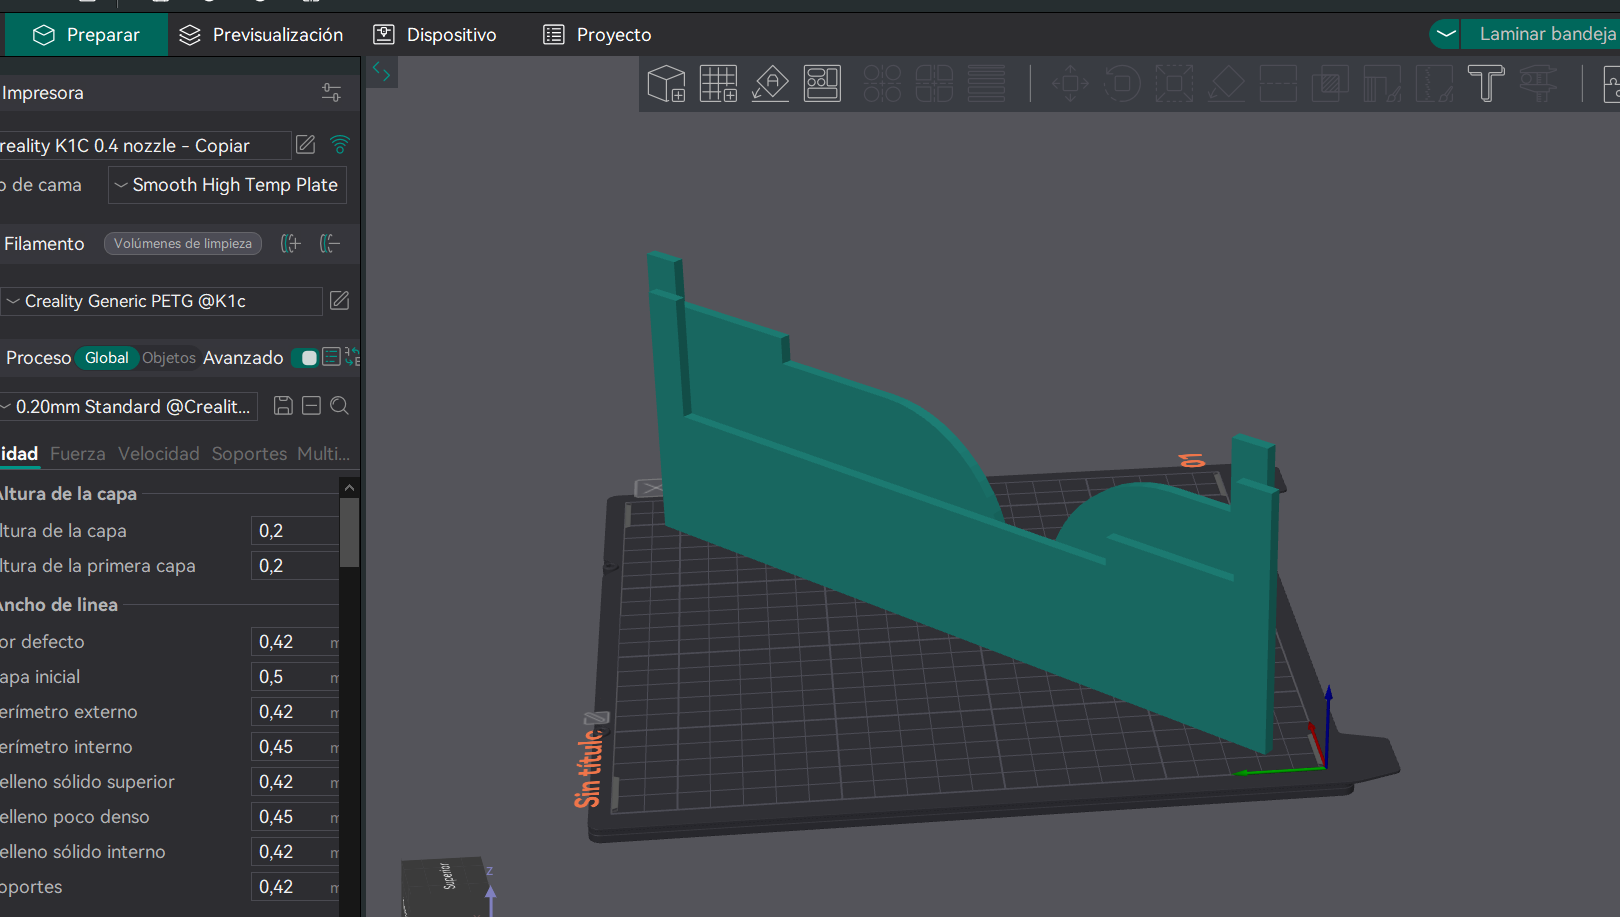 Preparar
Previsualización
Dispositivo
Proyecto
Laminar bandeja
Impresora
reality K1C 0.4 nozzle - Copiar
o de cama
Smooth High Temp Plate
Filamento
Volúmenes de limpieza
Creality Generic PETG @K1c
Proceso
Global
Objetos
Avanzado
0.20mm Standard @Crealit...
idad
Fuerza
Velocidad
Soportes
Multi...
Altura de la capa
ltura de la capa
0,2
ltura de la primera capa
0,2
Ancho de linea
or defecto
0,42
m
apa inicial
0,5
m
erímetro externo
0,42
m
erímetro interno
0,45
m
elleno sólido superior
0,42
m
elleno poco denso
0,45
m
elleno sólido interno
0,42
m
oportes
0,42
m
01
Sin título
Superior
Z